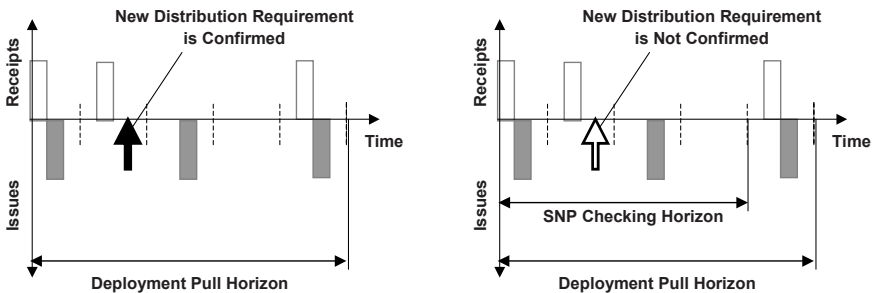 New Distribution Requirement
is Confirmed
Receipts
Time
Issues
Deployment Pull Horizon
New Distribution Requirement
is Not Confirmed
Receipts
Time
Issues
SNP Checking Horizon
Deployment Pull Horizon